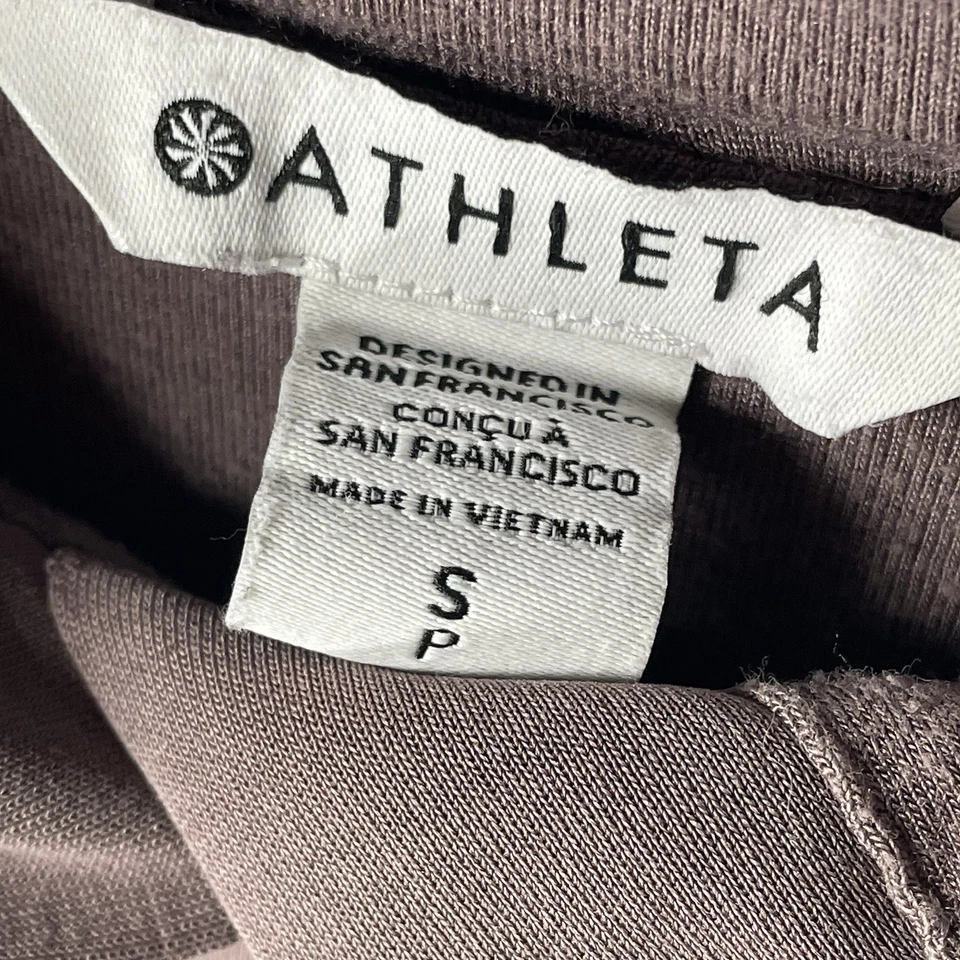 ATHLETA
DESIGNED IN
SAN FRANCISCO
CONÇU À
SAN FRANCISCO
MADE IN VIETNAM
S
P